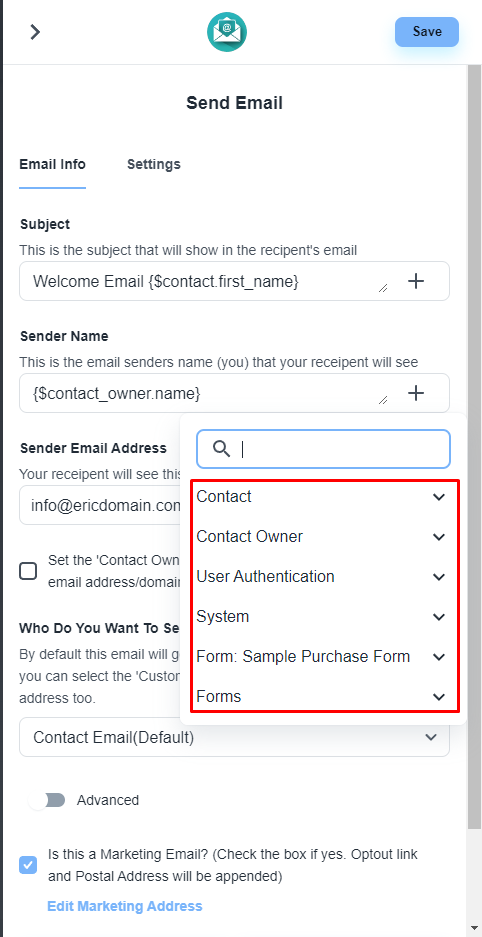 Save
Send Email
Email Info
Settings
Subject
This is the subject that will show in the recipent's email
Welcome Email {$contact.first_name}
Sender Name
This is the email senders name (you) that your receipent will see
{$contact_owner.name}
Sender Email Address
Your receipent will see this
info@ericdomain.com
Set the 'Contact Own
email address/domain
Who Do You Want To Se
By default this email will g
you can select the 'Custom
address too.
Contact
Contact Owner
User Authentication
System
Form: Sample Purchase Form
Forms
Contact Email(Default)
Advanced
Is this a Marketing Email? (Check the box if yes. Optout link
and Postal Address will be appended)
Edit Marketing Address